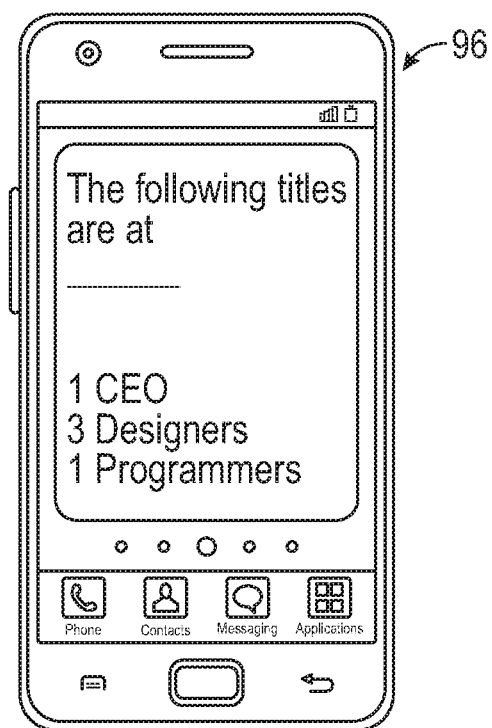 96
The following titles
are at
1 CEO
3 Designers
1 Programmers
Phone Contacts Messaging Applications